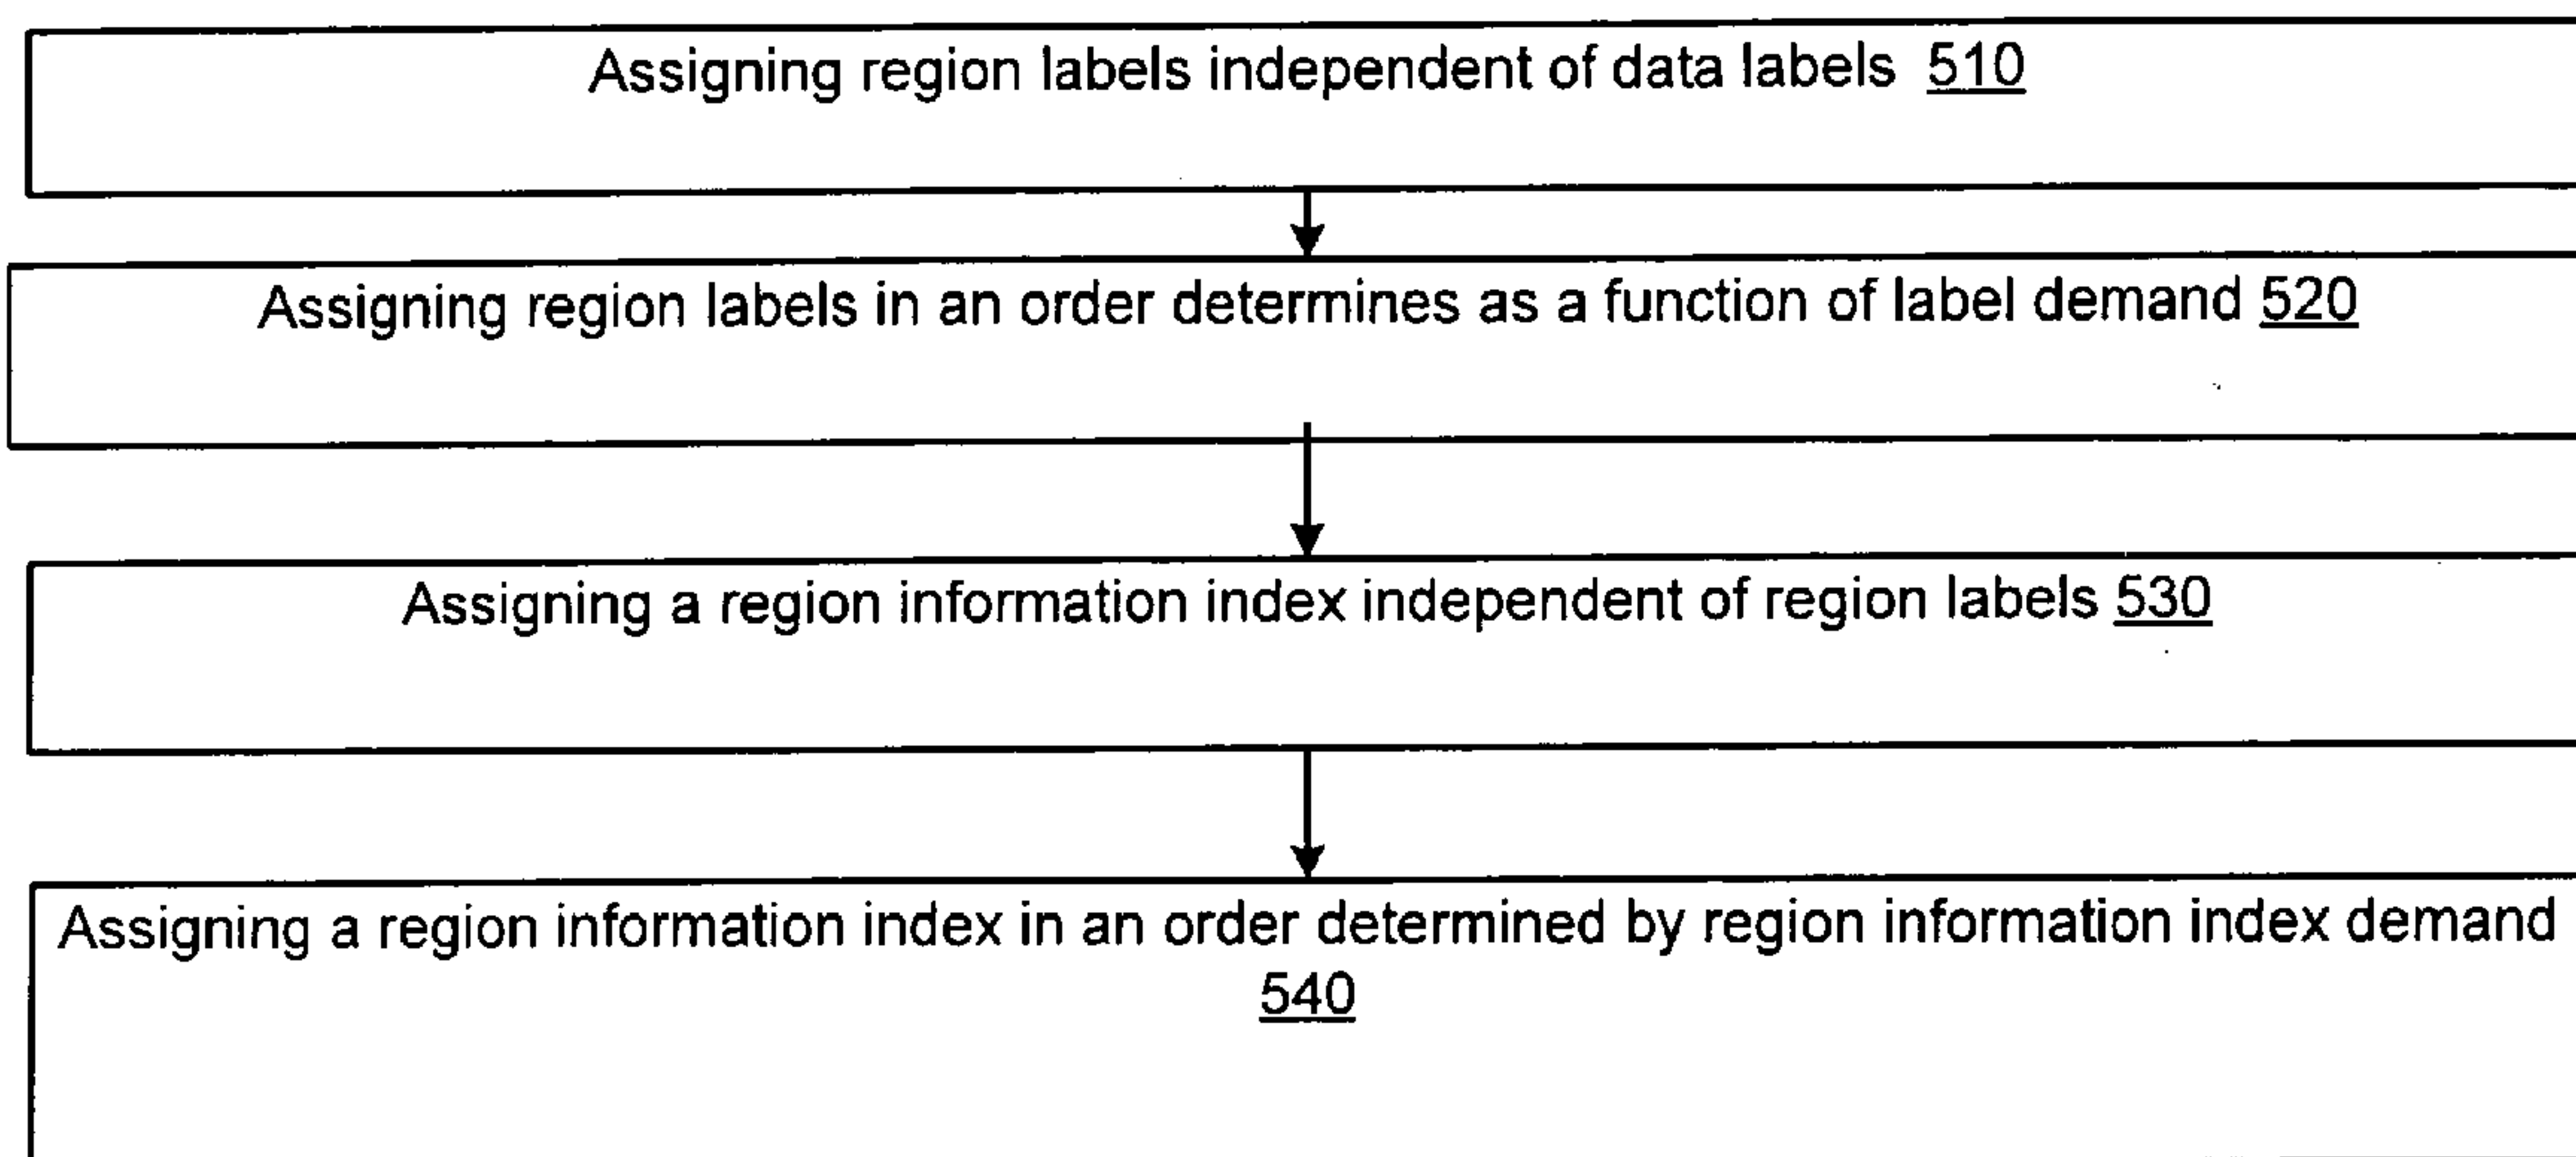 Assigning region labels independent of data labels 510
Assigning region labels in an order determines as a function of label demand 520
Assigning a region information index independent of region labels 530
Assigning a region information index in an order determined by region information index demand
540